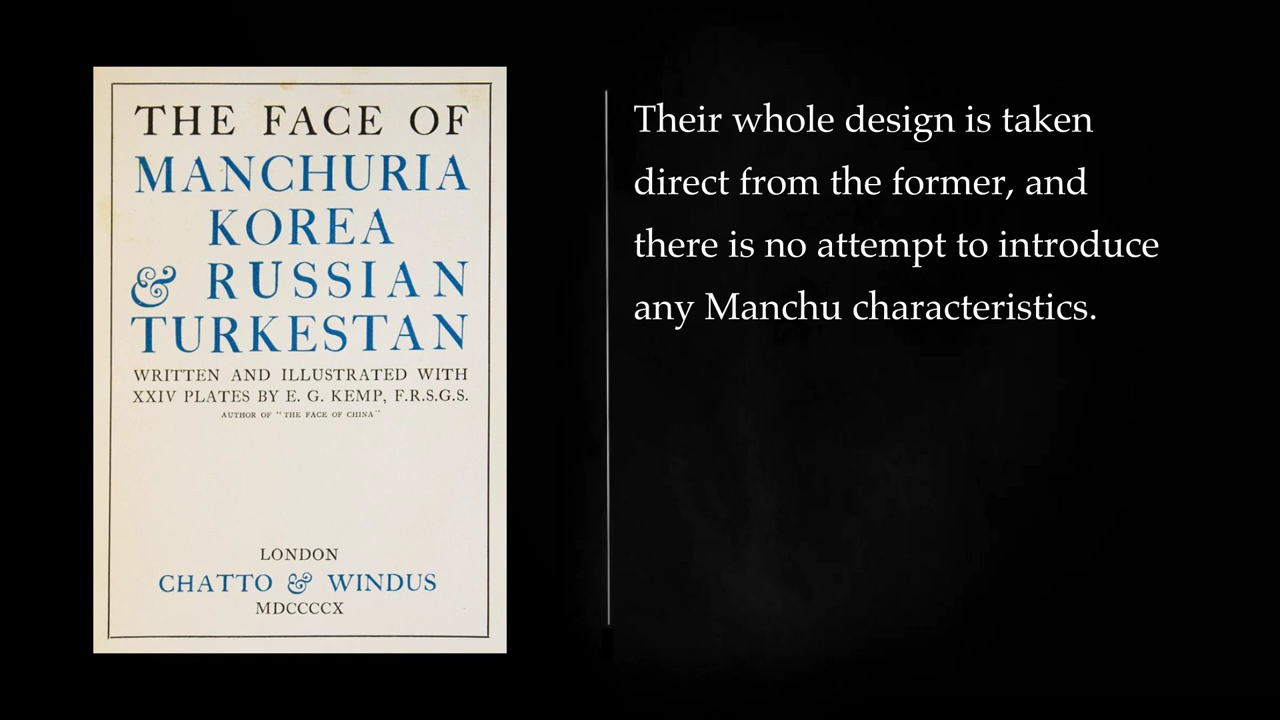 THE FACE OF
MANCHURIA
KOREA
& RUSSIAN
TURKESTAN
WRITTEN AND ILLUSTRATED WITH
XXIV PLATES BY E. G. KEMP, F.R.S.G.S.
AUTHOR OF "THE FACE OF CHINA"
LONDON
CHATTO & WINDUS
MDCCCCX
Their whole design is taken
direct from the former, and
there is no attempt to introduce
any Manchu characteristics.